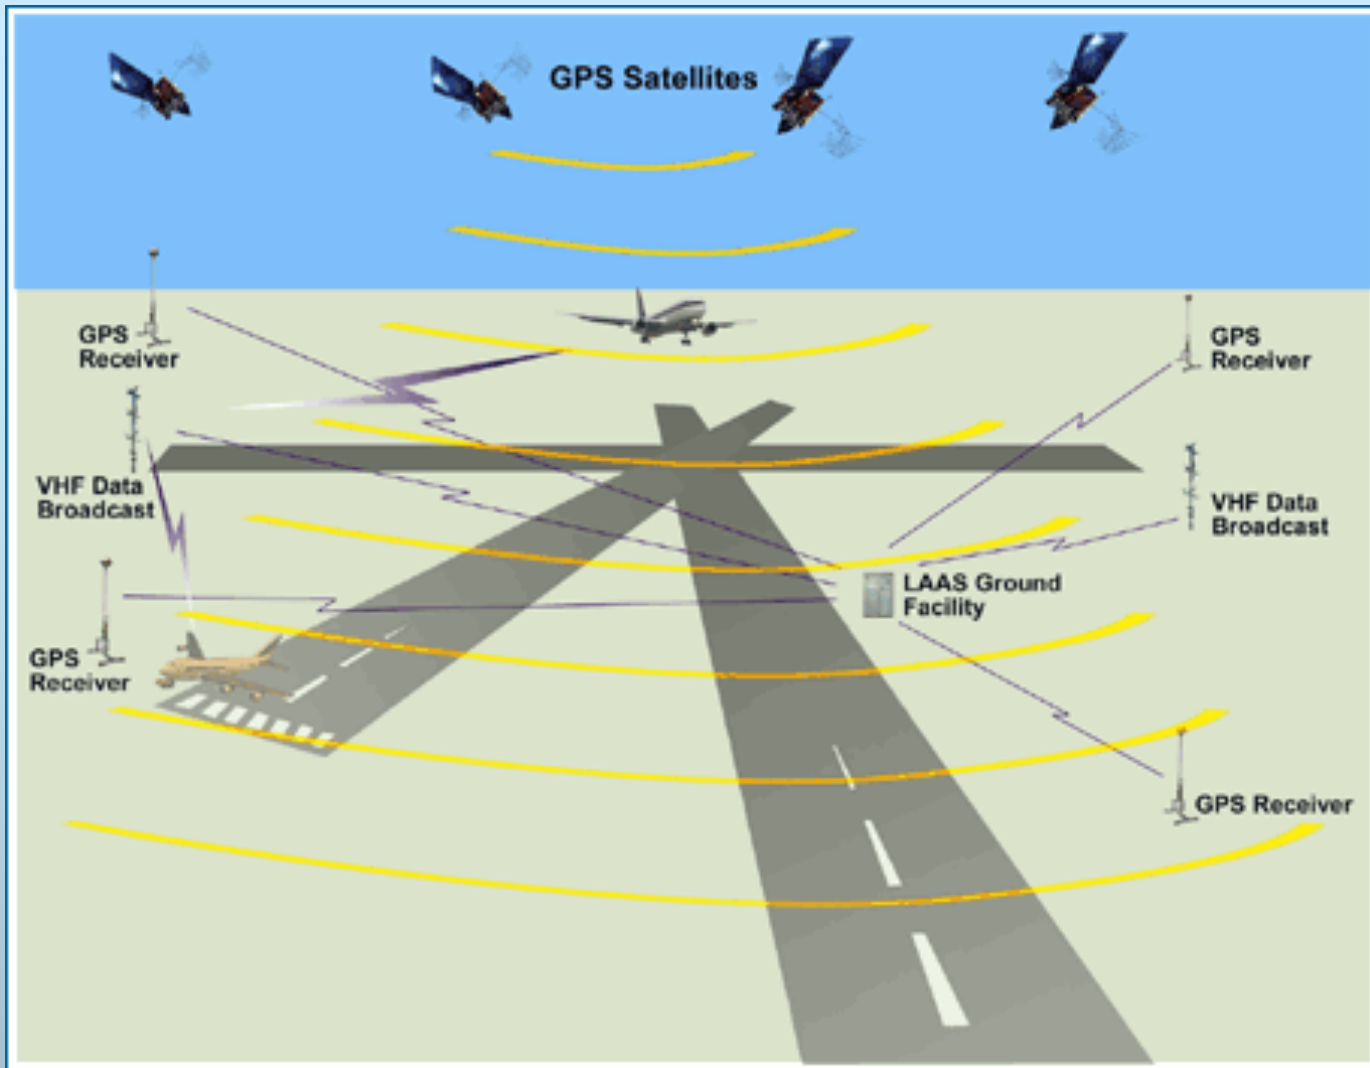 GPS Satellites
GPS
Receiver
GPS
Receiver
VHF Data
Broadcast
VHF Data
Broadcast
LAAS Ground
Facility
GPS
Receiver
GPS Receiver